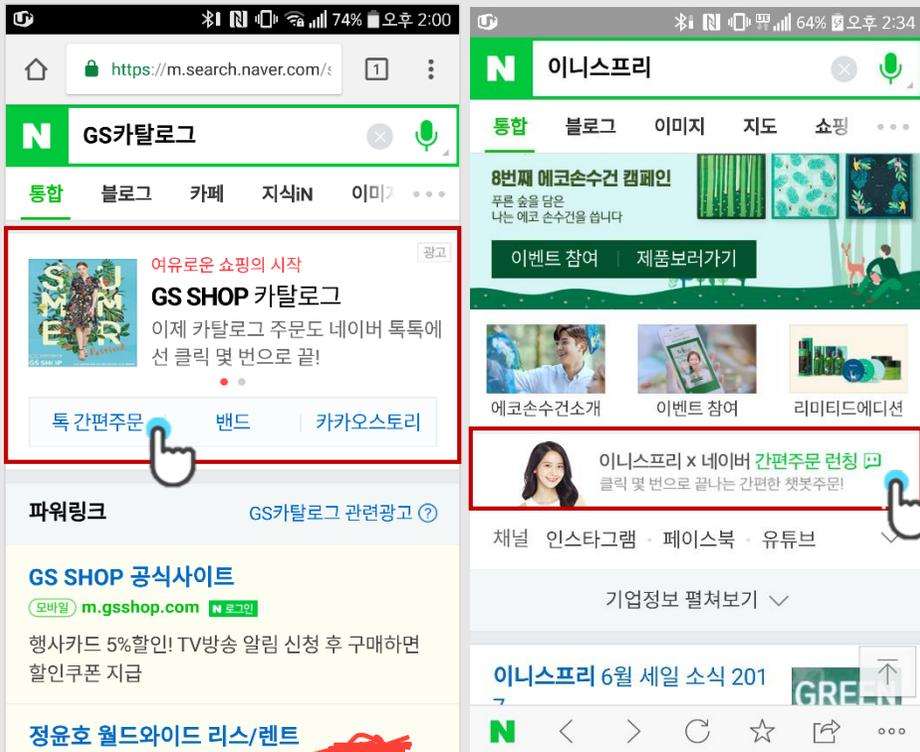 74% 오후 2:00
https://m.search.naver.com/s
1
N GS카탈로그
통합 블로그 카페 지식iN 이미지
광고
SUMMER
GS SHOP
여유로운 쇼핑의 시작
GS SHOP 카탈로그
이제 카탈로그 주문도 네이버 톡톡에
선 클릭 몇 번으로 끝!
톡 간편주문 밴드 카카오스토리
파워링크 GS카탈로그 관련광고 ?
GS SHOP 공식사이트
모바일 m.gsshop.com N 로그인
행사카드 5%할인! TV방송 알림 신청 후 구매하면
할인쿠폰 지급
정윤호 월드와이드 리스/렌트
64% 오후 2:34
N 이니스프리
통합 블로그 이미지 지도 쇼핑
8번째 에코손수건 캠페인
푸른 숲을 담은
나는 에코 손수건을 씁니다
이벤트 참여 제품보러가기
에코손수건소개 이벤트 참여 리미티드에디션
이니스프리 x 네이버 간편주문 런칭
클릭 몇 번으로 끝나는 간편한 챗봇주문!
채널 인스타그램 · 페이스북 · 유튜브
기업정보 펼쳐보기
이니스프리 6월 세일 소식 201
7
GREEN
N